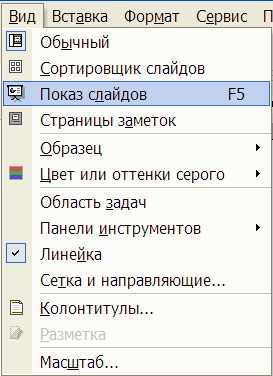 Вид Вставка Формат Сервис П
Обычный
Сортировщик слайдов
Показ слайдов F5
Страницы заметок
Образец
Цвет или оттенки серого
Область задач
Панели инструментов
Линейка
Сетка и направляющие...
Колонтитулы...
Разметка
Масштаб...